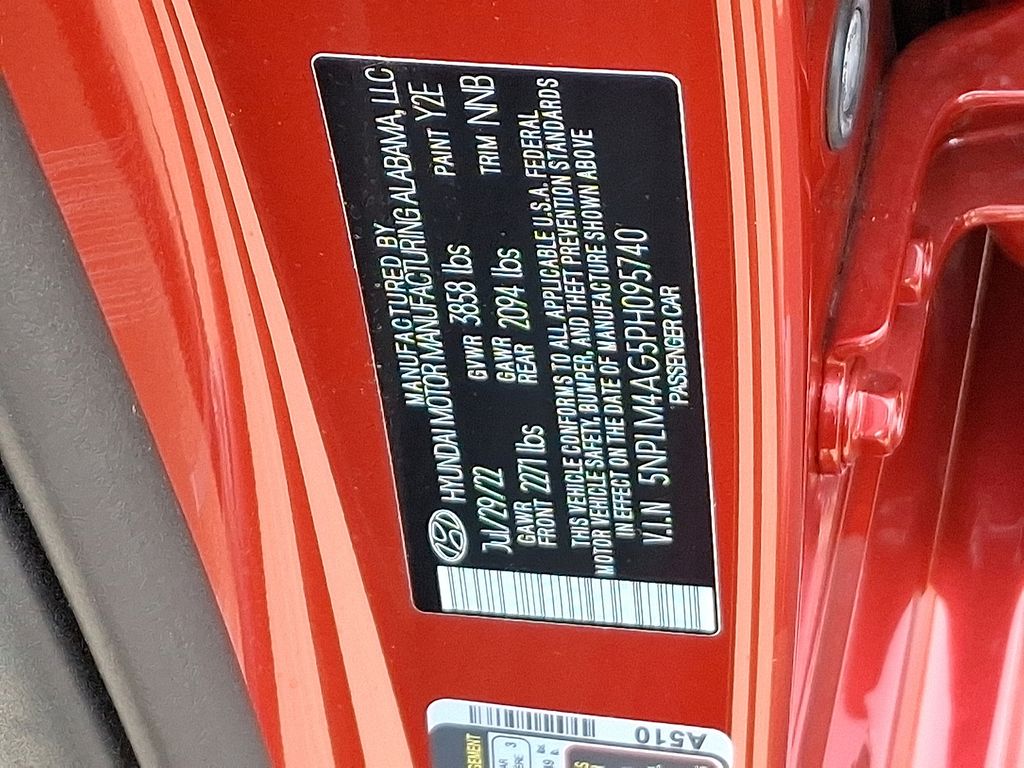 MANUFACTURED BY
HYUNDAI MOTOR MANUFACTURING ALABAMA, LLC
Jul/29/22 GVWR 3858 lbs PAINT Y2E
GAWR FRONT 2271 lbs GAWR REAR 2094 lbs TRIM NNB
THIS VEHICLE CONFORMS TO ALL APPLICABLE U.S.A. FEDERAL
MOTOR VEHICLE SAFETY, BUMPER, AND THEFT PREVENTION STANDARDS
IN EFFECT ON THE DATE OF MANUFACTURE SHOWN ABOVE
V.I.N 5NPLM4AG5PH095740
PASSENGER CAR
A510
3